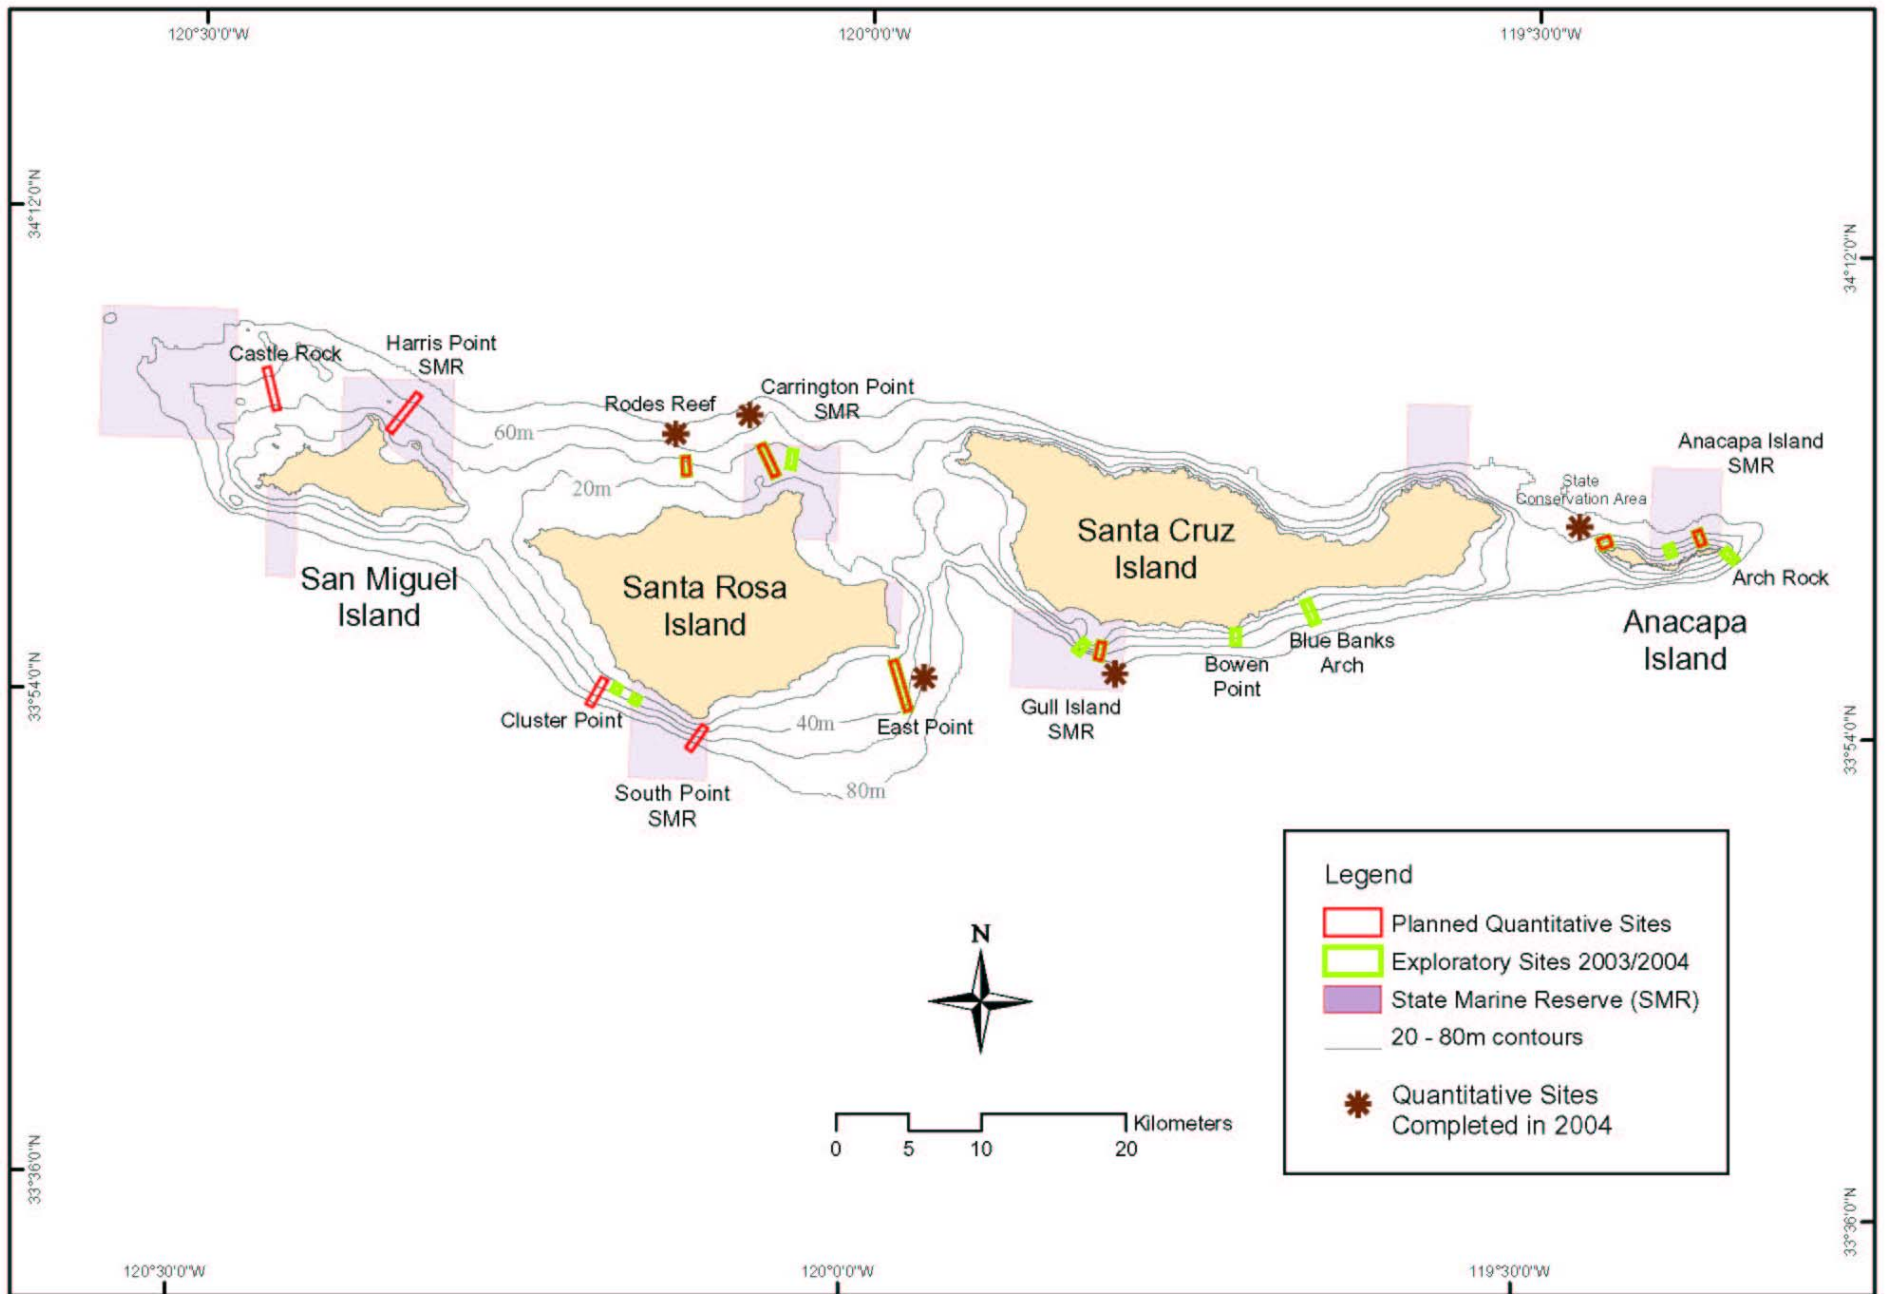 120°30'0"W
120°0'0"W
119°30'0"W
34°12'0"N
34°12'0"N
Castle Rock
Harris Point
SMR
Rodes Reef
Carrington Point
SMR
60m
20m
Anacapa Island
SMR
State
Conservation Area
San Miguel
Island
Santa Rosa
Island
Santa Cruz
Island
Arch Rock
Anacapa
Island
Blue Banks
Arch
Bowen
Point
Gull Island
SMR
33°54'0"N
33°54'0"N
Cluster Point
40m
East Point
80m
South Point
SMR
Legend
Planned Quantitative Sites
Exploratory Sites 2003/2004
State Marine Reserve (SMR)
20 - 80m contours
Quantitative Sites
Completed in 2004
N
Kilometers
0 5 10 20
33°36'0"N
33°36'0"N
120°30'0"W
120°0'0"W
119°30'0"W